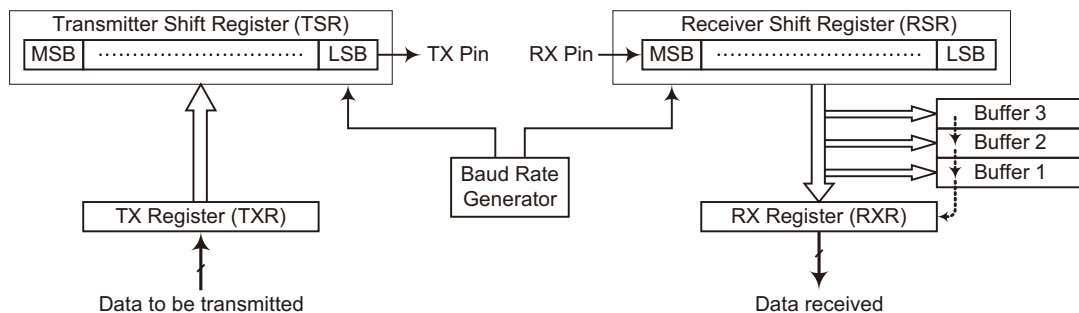 Transmitter Shift Register (TSR)
MSB LSB
TX Pin
RX Pin
Receiver Shift Register (RSR)
MSB LSB
Buffer 3
Buffer 2
Buffer 1
Baud Rate
Generator
TX Register (TXR)
RX Register (RXR)
Data to be transmitted
Data received